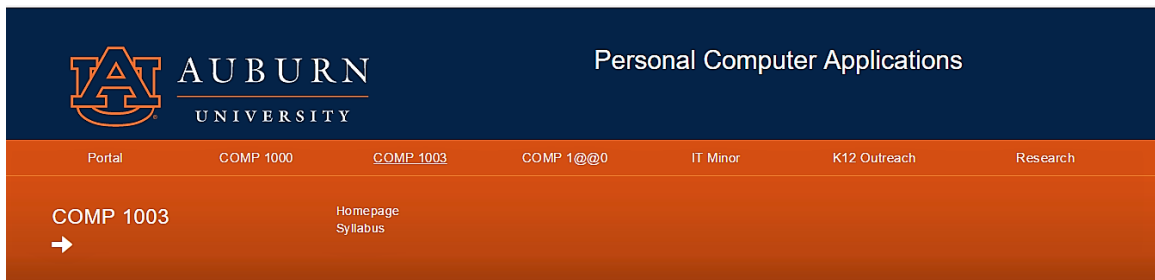 AUBURN
UNIVERSITY
Personal Computer Applications
Portal COMP 1000 COMP 1003 COMP 1@@0 IT Minor K12 Outreach Research
COMP 1003
Homepage
Syllabus